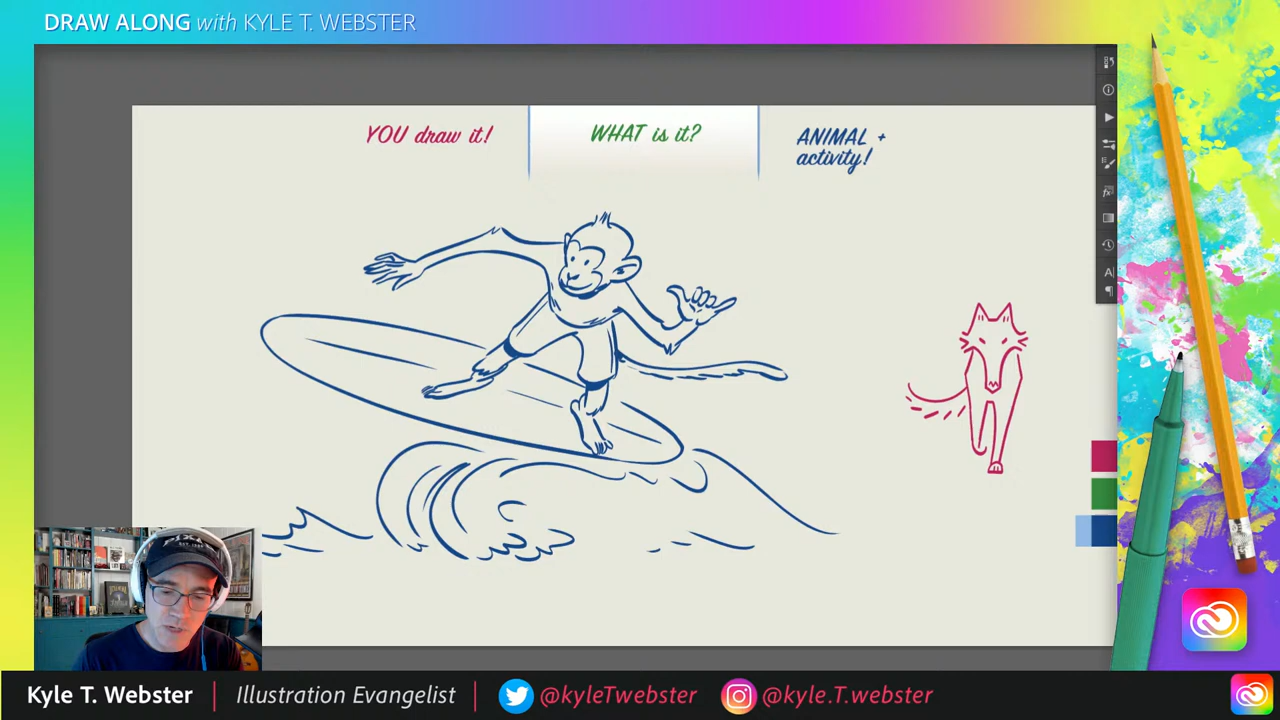 DRAW ALONG with KYLE T. WEBSTER
YOU draw it!
WHAT is it?
ANIMAL +
activity!
Kyle T. Webster | Illustration Evangelist | @kyleTwebster @kyle.T.webster